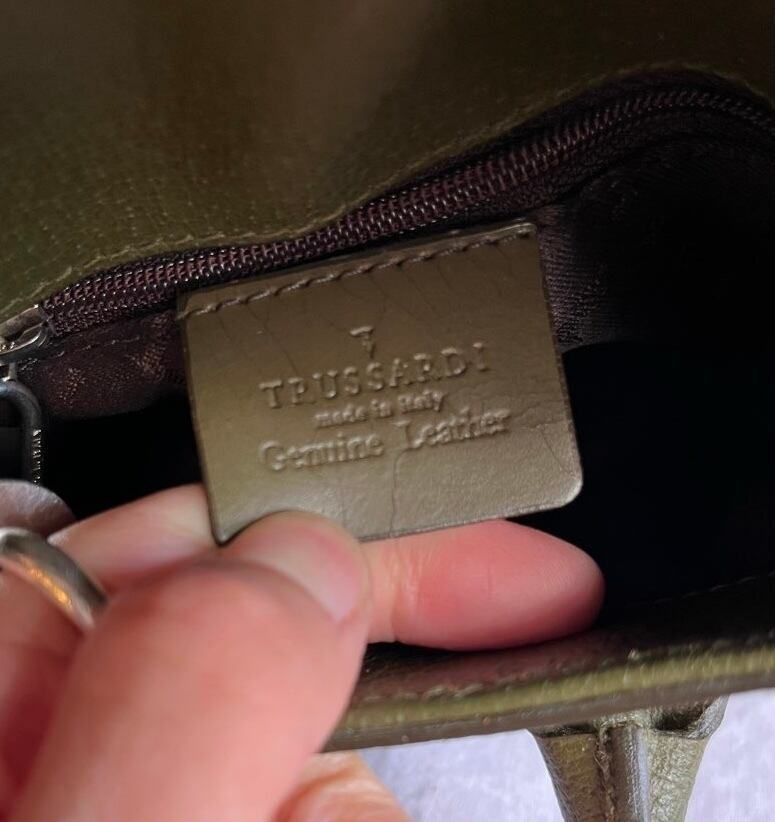 T
TRUSSARDI
made in Italy
Genuine Leather